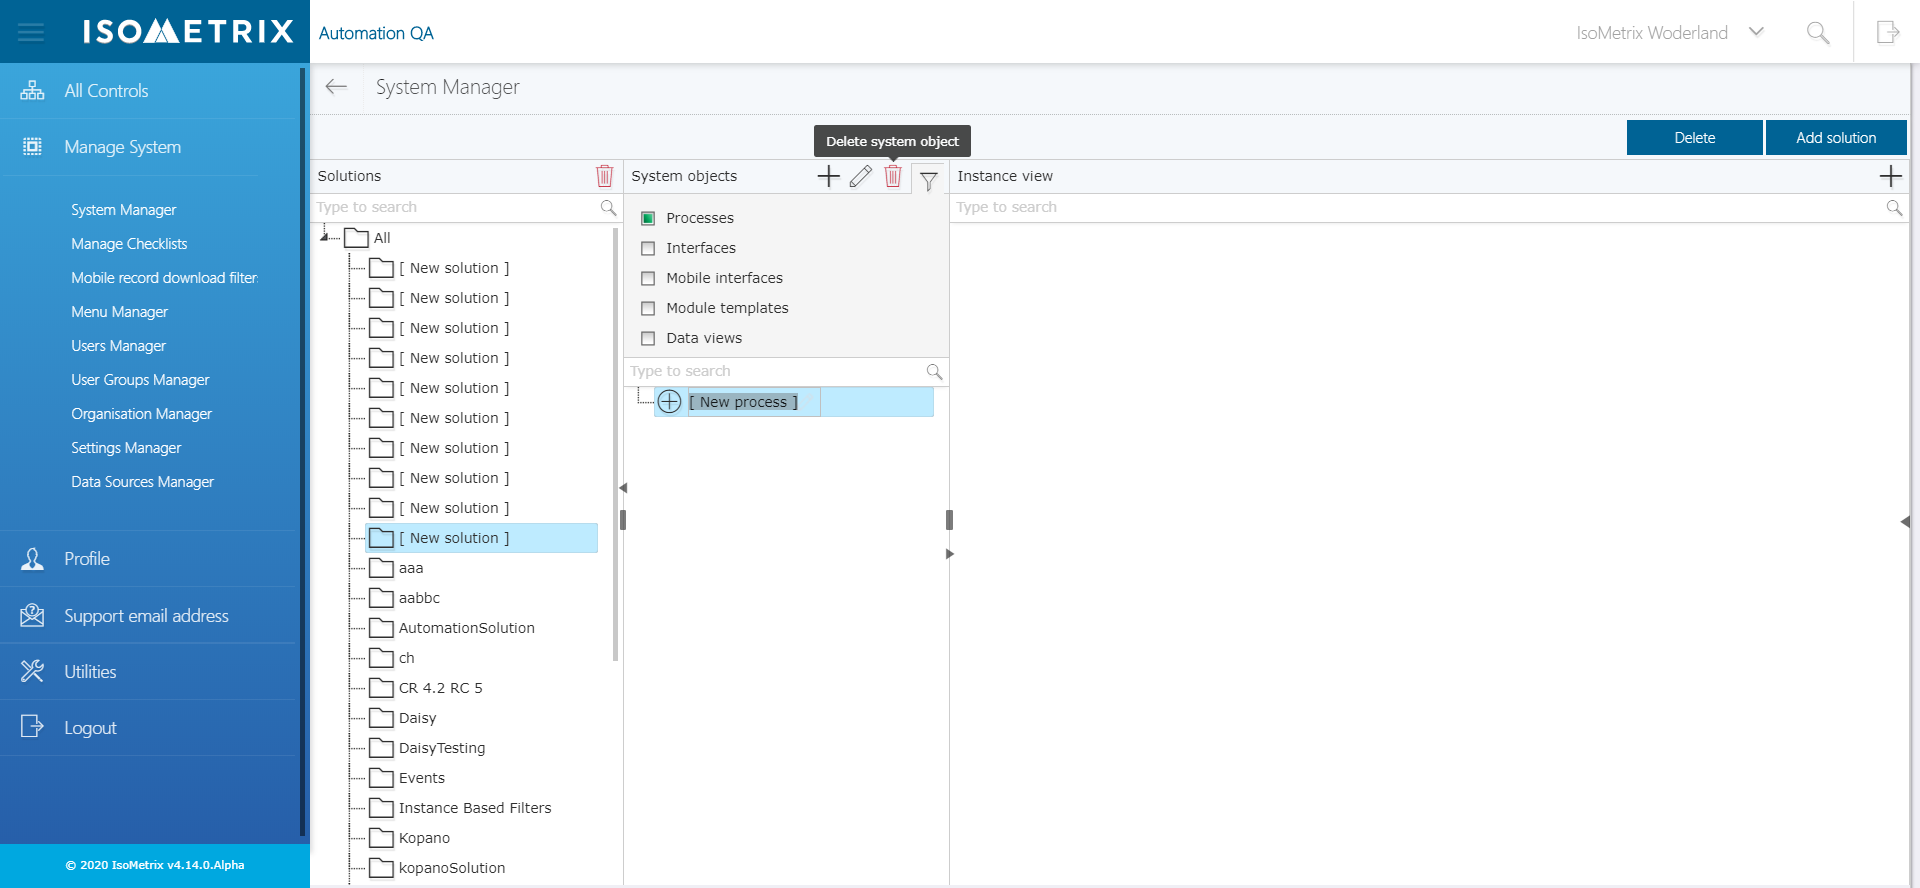 ISOMETRIX
Automation QA
IsoMetrix Woderland
All Controls
Manage System
System Manager
Manage Checklists
Mobile record download filter
Menu Manager
Users Manager
User Groups Manager
Organisation Manager
Settings Manager
Data Sources Manager
Profile
Support email address
Utilities
Logout
© 2020 IsoMetrix v4.14.0.Alpha
System Manager
Delete system object
Delete
Add solution
Solutions
Type to search
All
[ New solution ]
[ New solution ]
[ New solution ]
[ New solution ]
[ New solution ]
[ New solution ]
[ New solution ]
[ New solution ]
[ New solution ]
[ New solution ]
aaa
aabbc
AutomationSolution
ch
CR 4.2 RC 5
Daisy
DaisyTesting
Events
Instance Based Filters
Kopano
kopanoSolution
System objects
Processes
Interfaces
Mobile interfaces
Module templates
Data views
Type to search
[ New process ]
Instance view
Type to search